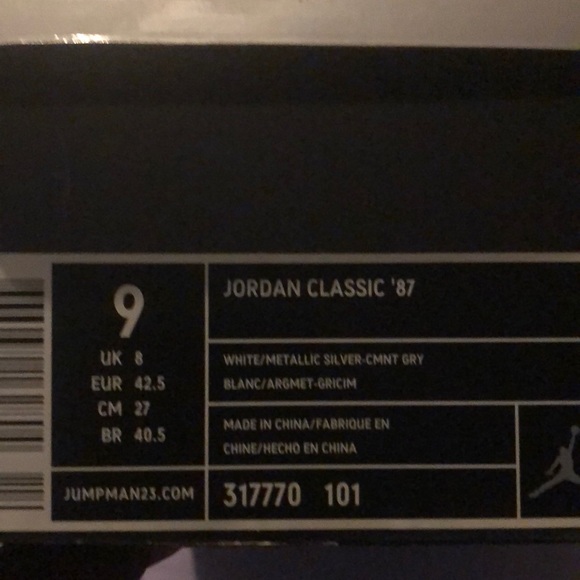 9
UK 8
EUR 42.5
CM 27
BR 40.5
JUMPMAN23.COM
JORDAN CLASSIC '87
WHITE/METALLIC SILVER-CMNT GRY
BLANC/ARGMET-GRICIM
MADE IN CHINA/FABRIQUE EN
CHINE/HECHO EN CHINA
317770 101